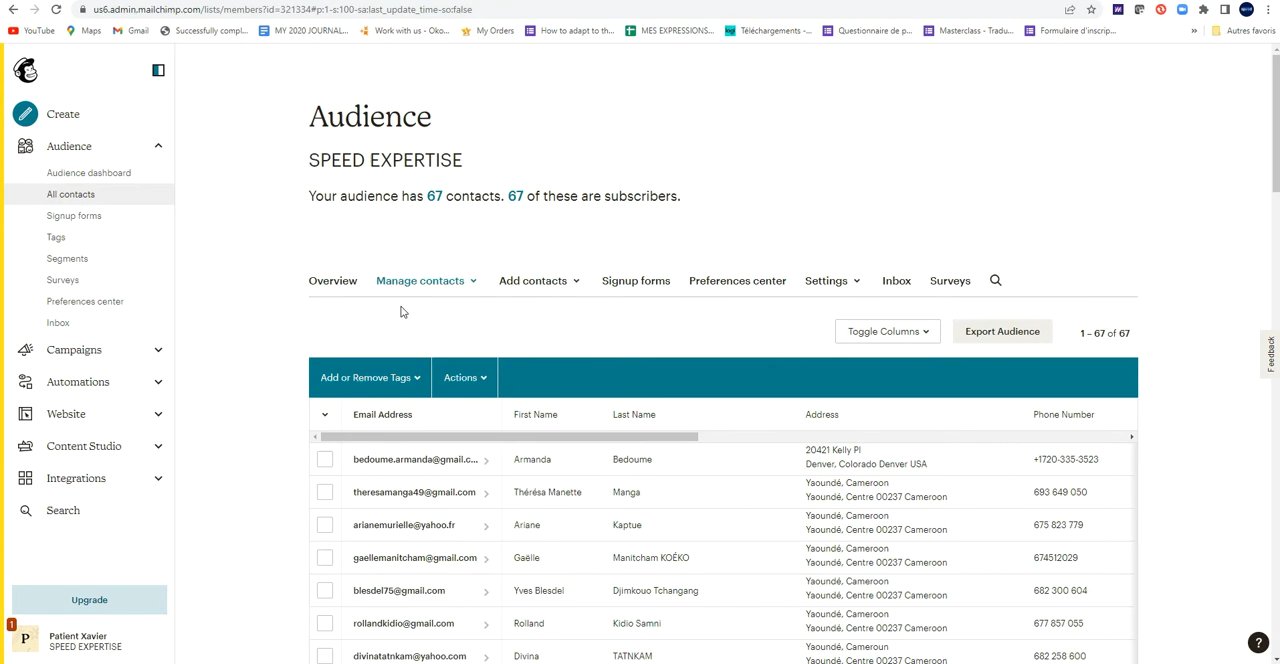 us6.admin.mailchimp.com/lists/members?id=321334#p:1-s:100-sa:last_update_time-so:false
YouTube Maps Gmail Successfully compl... MY 2020 JOURNAL... Work with us - Oko... My Orders How to adapt to th... MES EXPRESSIONS... Téléchargements -... Questionnaire de p... Masterclass - Tradu... Formulaire d'inscrip... » Autres favoris
Create
Audience
Audience dashboard
All contacts
Signup forms
Tags
Segments
Surveys
Preferences center
Inbox
Campaigns
Automations
Website
Content Studio
Integrations
Search
Upgrade
1
P
Patient Xavier
SPEED EXPERTISE
Audience
SPEED EXPERTISE
Your audience has 67 contacts. 67 of these are subscribers.
Overview Manage contacts Add contacts Signup forms Preferences center Settings Inbox Surveys
Toggle Columns Export Audience 1 – 67 of 67
Add or Remove Tags Actions
Email Address First Name Last Name Address Phone Number
bedoume.armanda@gmail.c... Armanda Bedoume 20421 Kelly Pl
Denver, Colorado Denver USA +1720-335-3523
theresamanga49@gmail.com Thérésa Manette Manga Yaoundé, Cameroon
Yaoundé, Centre 00237 Cameroon 693 649 050
arianemurielle@yahoo.fr Ariane Kaptue Yaoundé, Cameroon
Yaoundé, Centre 00237 Cameroon 675 823 779
gaellemanitcham@gmail.com Gaëlle Manitcham KOÉKO Yaoundé, Cameroon
Yaoundé, Centre 00237 Cameroon 674512029
blesdel75@gmail.com Yves Blesdel Djimkouo Tchangang Yaoundé, Cameroon
Yaoundé, Centre 00237 Cameroon 682 300 604
rollandkidio@gmail.com Rolland Kidio Samni Yaoundé, Cameroon
Yaoundé, Centre 00237 Cameroon 677 857 055
divinatatnkam@yahoo.com Divina TATNKAM Yaoundé, Cameroon
Yaoundé, Centre 00237 Cameroon 682 258 600
Feedback
?